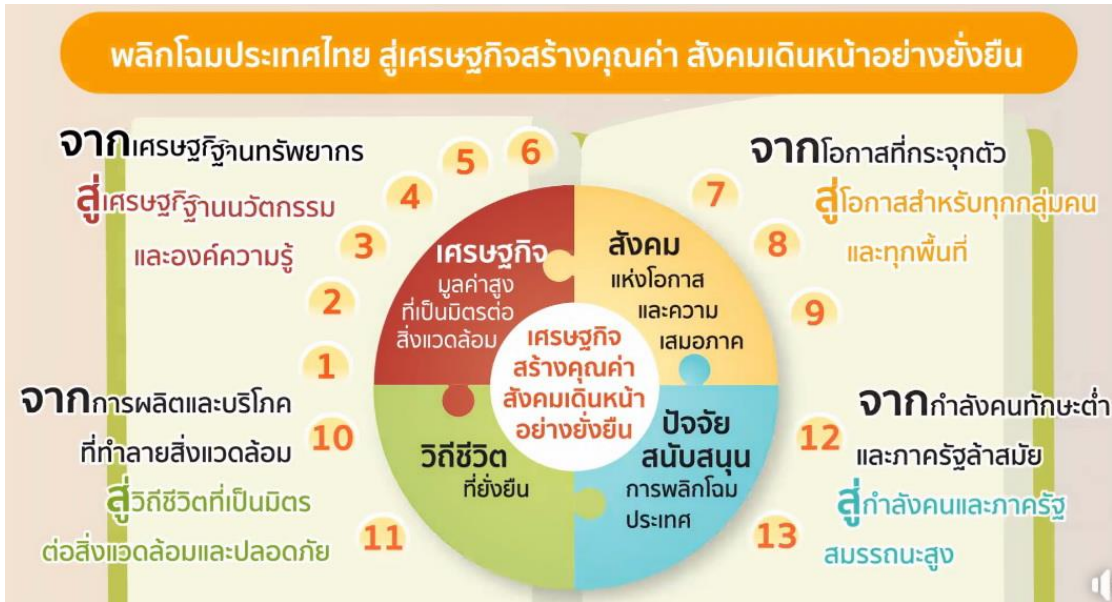 พลิกโฉมประเทศไทย สู่เศรษฐกิจสร้างคุณค่า สังคมเดินหน้าอย่างยั่งยืน
จากเศรษฐกิจฐานทรัพยากร
สู่เศรษฐกิจฐานนวัตกรรม
และองค์ความรู้
1
2
3
4
5
6
เศรษฐกิจ
มูลค่าสูง
ที่เป็นมิตรต่อ
สิ่งแวดล้อม
จากโอกาสที่กระจุกตัว
สู่โอกาสสำหรับทุกกลุ่มคน
และทุกพื้นที่
7
8
9
สังคม
แห่งโอกาส
และความ
เสมอภาค
เศรษฐกิจ
สร้างคุณค่า
สังคมเดินหน้า
อย่างยั่งยืน
จากการผลิตและบริโภค
ที่ทำลายสิ่งแวดล้อม
สู่วิถีชีวิตที่เป็นมิตร
ต่อสิ่งแวดล้อมและปลอดภัย
10
11
วิถีชีวิต
ที่ยั่งยืน
ปัจจัย
สนับสนุน
การพลิกโฉม
ประเทศ
12
13
จากกำลังคนทักษะต่ำ
และภาครัฐล้าสมัย
สู่กำลังคนและภาครัฐ
สมรรถนะสูง